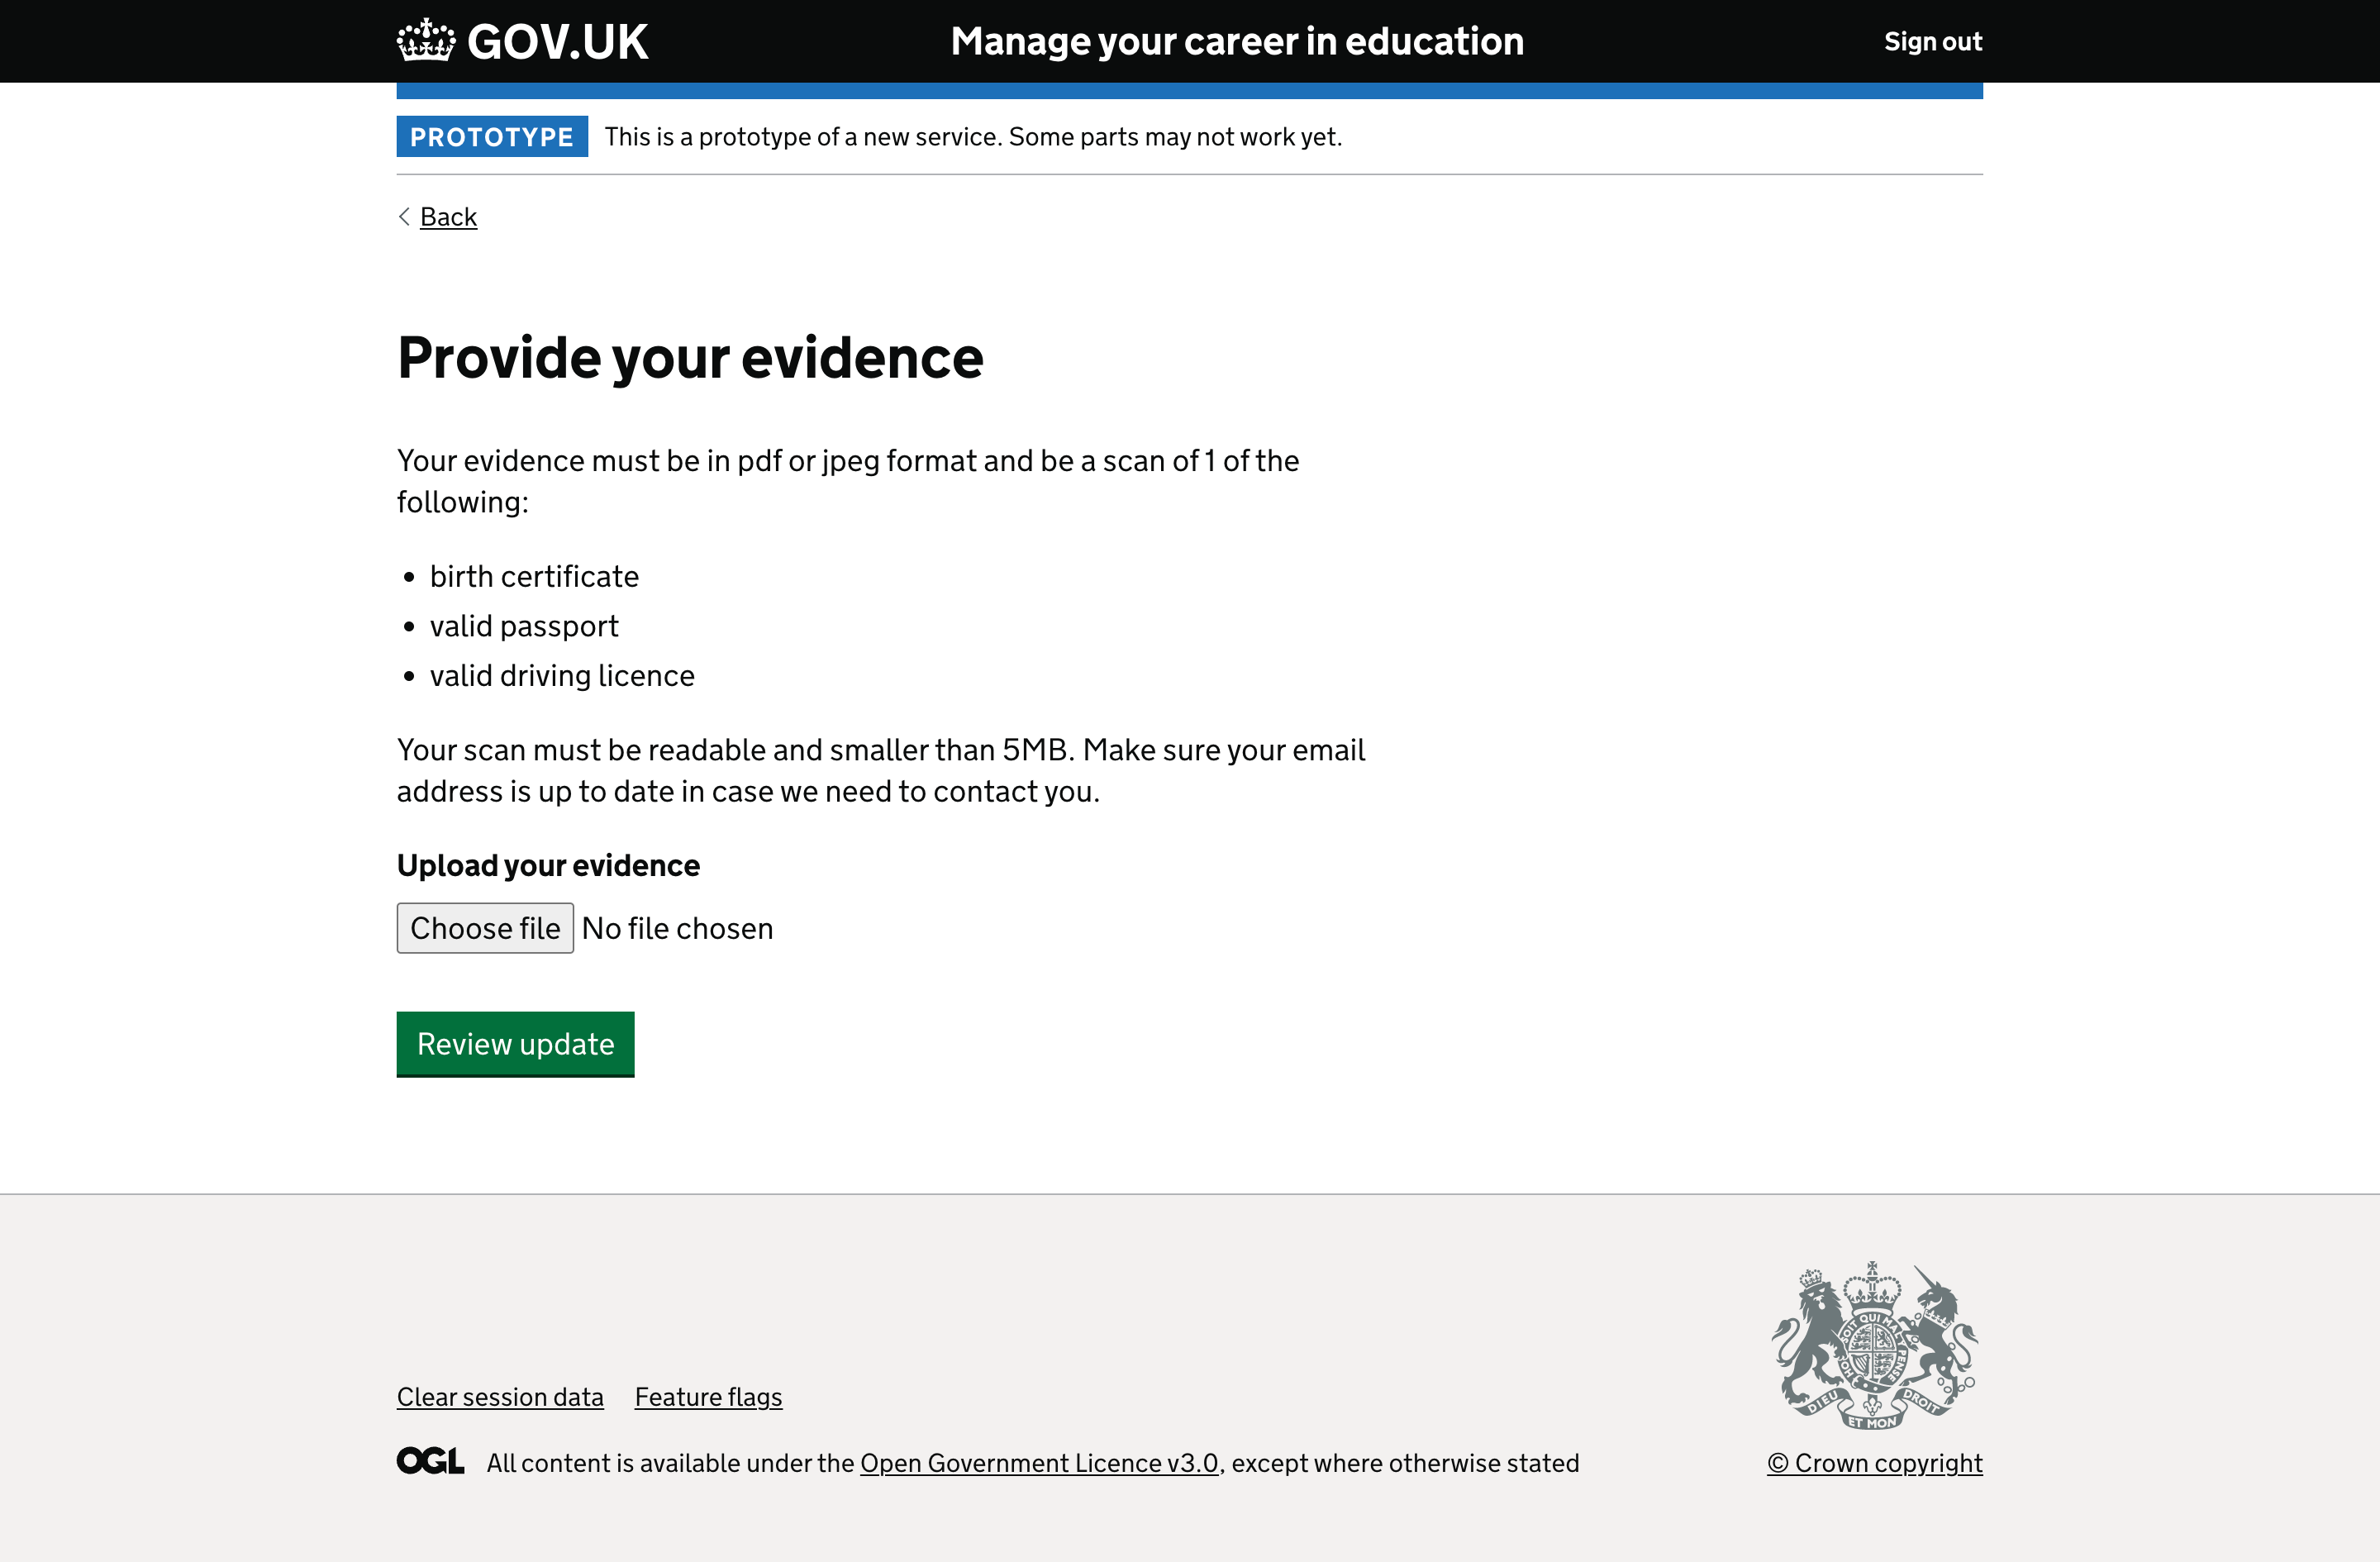 GOV.UK
Manage your career in education
Sign out
PROTOTYPE
This is a prototype of a new service. Some parts may not work yet.
Back
Provide your evidence
Your evidence must be in pdf or jpeg format and be a scan of 1 of the
following:
• birth certificate
• valid passport
• valid driving licence
Your scan must be readable and smaller than 5MB. Make sure your email
address is up to date in case we need to contact you.
Upload your evidence
Choose file No file chosen
Review update
Clear session data
Feature flags
OGL All content is available under the Open Government Licence v3.0, except where otherwise stated
DIEU ET MON DROIT
© Crown copyright